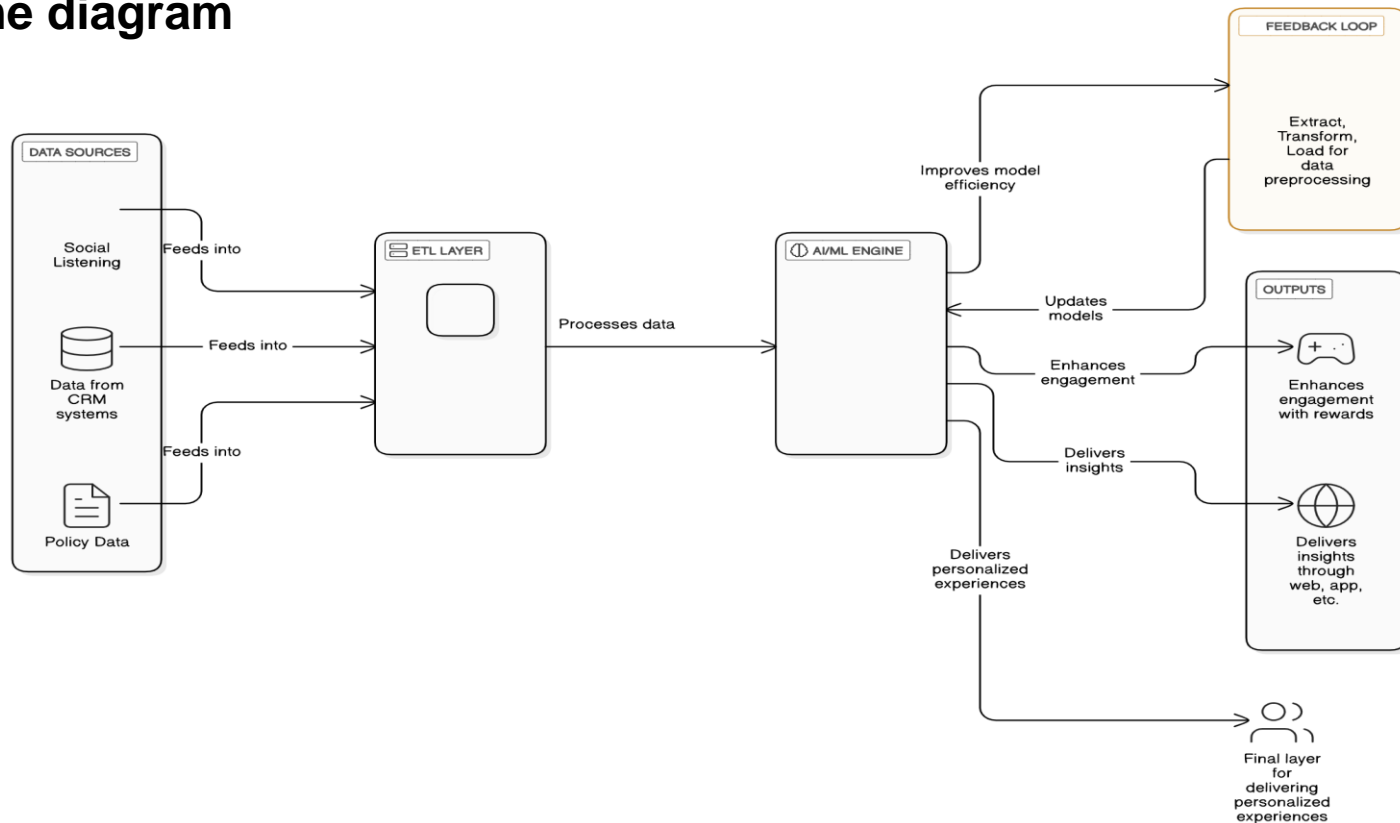 ne diagram
FEEDBACK LOOP
Extract,
Transform,
Load for
data
preprocessing
DATA SOURCES
Social
Listening
Data from
CRM
systems
Policy Data
Feeds into
Feeds into
Feeds into
ETL LAYER
Processes data
AI/ML ENGINE
Improves model
efficiency
Updates
models
Enhances
engagement
Delivers
insights
Delivers
personalized
experiences
OUTPUTS
Enhances
engagement
with rewards
Delivers
insights
through
web, app,
etc.
Final layer
for
delivering
personalized
experiences